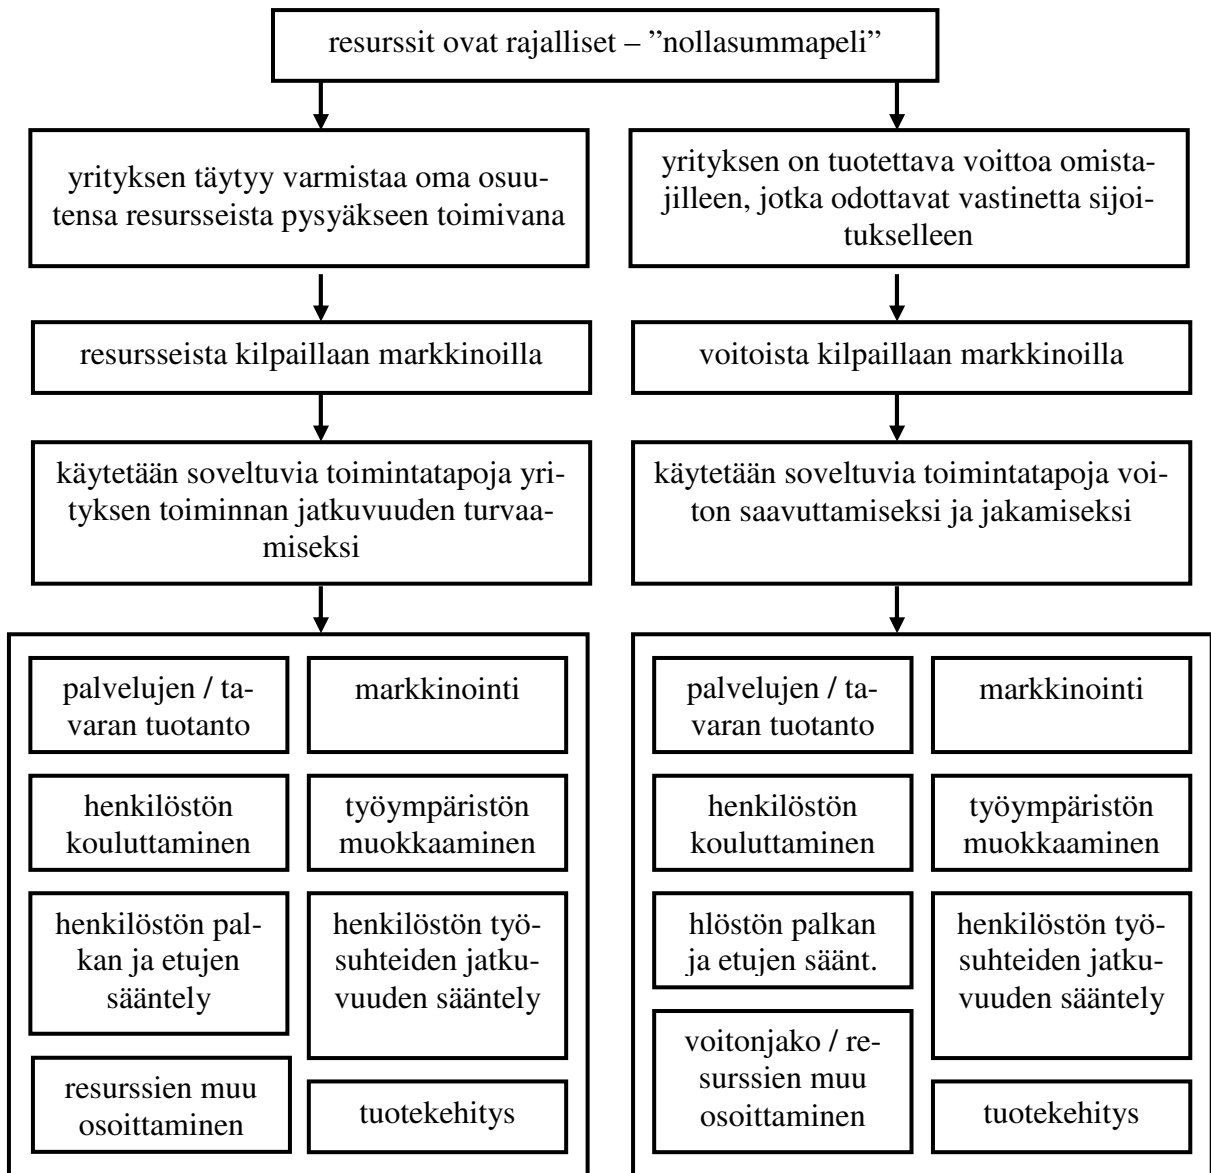 resurssit ovat rajalliset – ”nollasummapeli”
yrityksen täytyy varmistaa oma osuu-
tensa resursseista pysyäkseen toimivana
yrityksen on tuotettava voittoa omista-
jilleen, jotka odottavat vastinetta sijoi-
tukselleen
resursseista kilpaillaan markkinoilla
voitoista kilpaillaan markkinoilla
käytetään soveltuvia toimintatapoja yri-
tyksen toiminnan jatkuvuuden turvaa-
miseksi
käytetään soveltuvia toimintatapoja voi-
ton saavuttamiseksi ja jakamiseksi
palvelujen / ta-
varan tuotanto
markkinointi
henkilöstön
kouluttaminen
työympäristön
muokkaaminen
henkilöstön pal-
kan ja etujen
sääntely
henkilöstön työ-
suhteiden jatku-
vuuden sääntely
resurssien muu
osoittaminen
tuotekehitys
palvelujen / ta-
varan tuotanto
markkinointi
henkilöstön
kouluttaminen
työympäristön
muokkaaminen
hlöstön palkan
ja etujen säänt.
henkilöstön työ-
suhteiden jatku-
vuuden sääntely
voitonjako / re-
surssien muu
osoittaminen
tuotekehitys